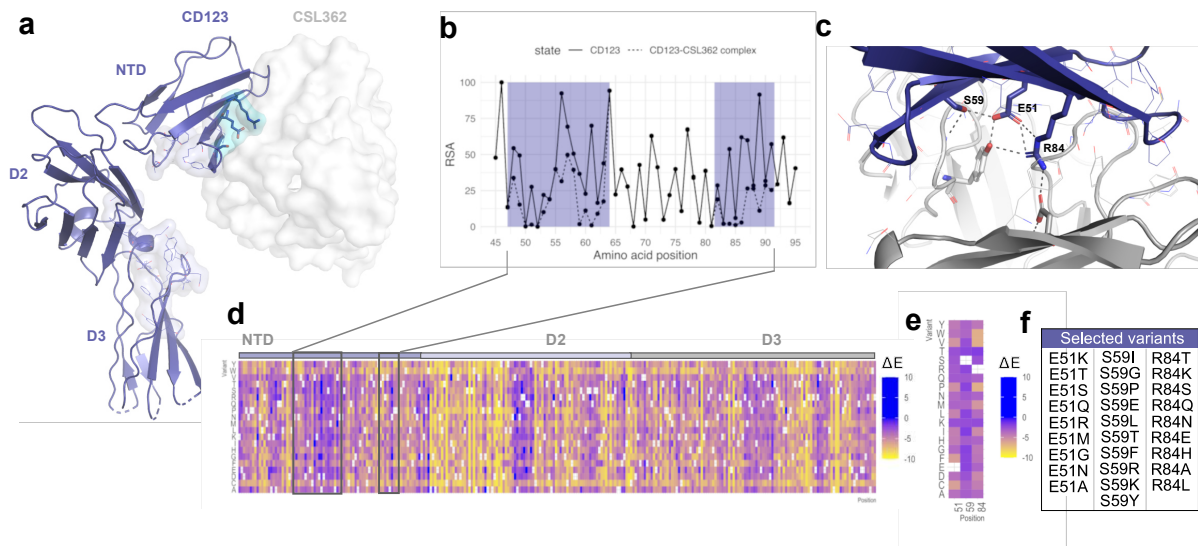 a
CD123
CSL362
NTD
D2
D3
b
state
CD123
CD123-CSL362 complex
RSA
100
75
50
25
0
45
50
55
60
65
70
75
80
85
90
95
Amino acid position
c
S59
E51
R84
d
NTD
D2
D3
Variant
Y
W
T
S
R
Q
P
N
M
L
K
I
H
G
F
E
D
C
A
Position
ΔE
10
5
0
-5
-10
e
Variant
Y
W
V
T
S
R
Q
P
N
M
L
K
I
H
G
F
E
D
C
A
51
59
84
Position
ΔE
10
5
0
-5
-10
f
Selected variants
E51K S59I R84T
E51T S59G R84K
E51S S59P R84S
E51Q S59E R84Q
E51R S59L R84N
E51M S59T R84E
E51G S59F R84H
E51N S59R R84A
E51A S59K R84L
S59Y